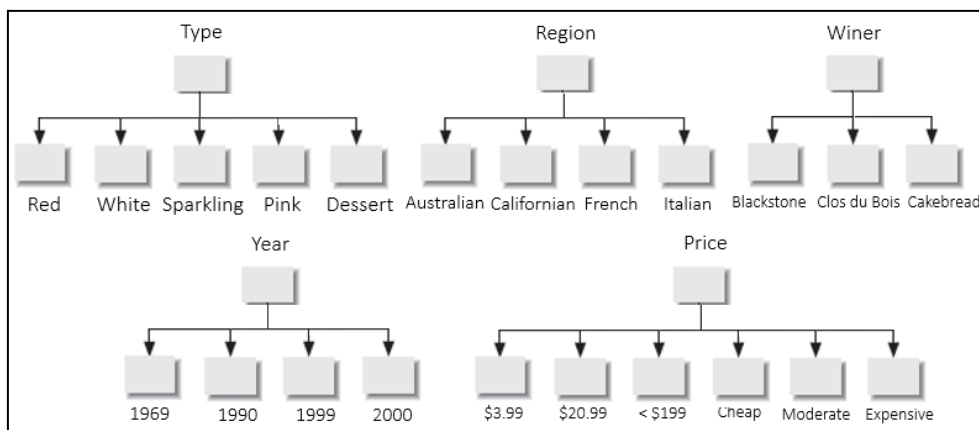 Type Region Winer
Red White Sparkling Pink Dessert Australian Californian French Italian Blackstone Clos du Bois Cakebread
Year Price
1969 1990 1999 2000 $3.99 $20.99 < $199 Cheap Moderate Expensive